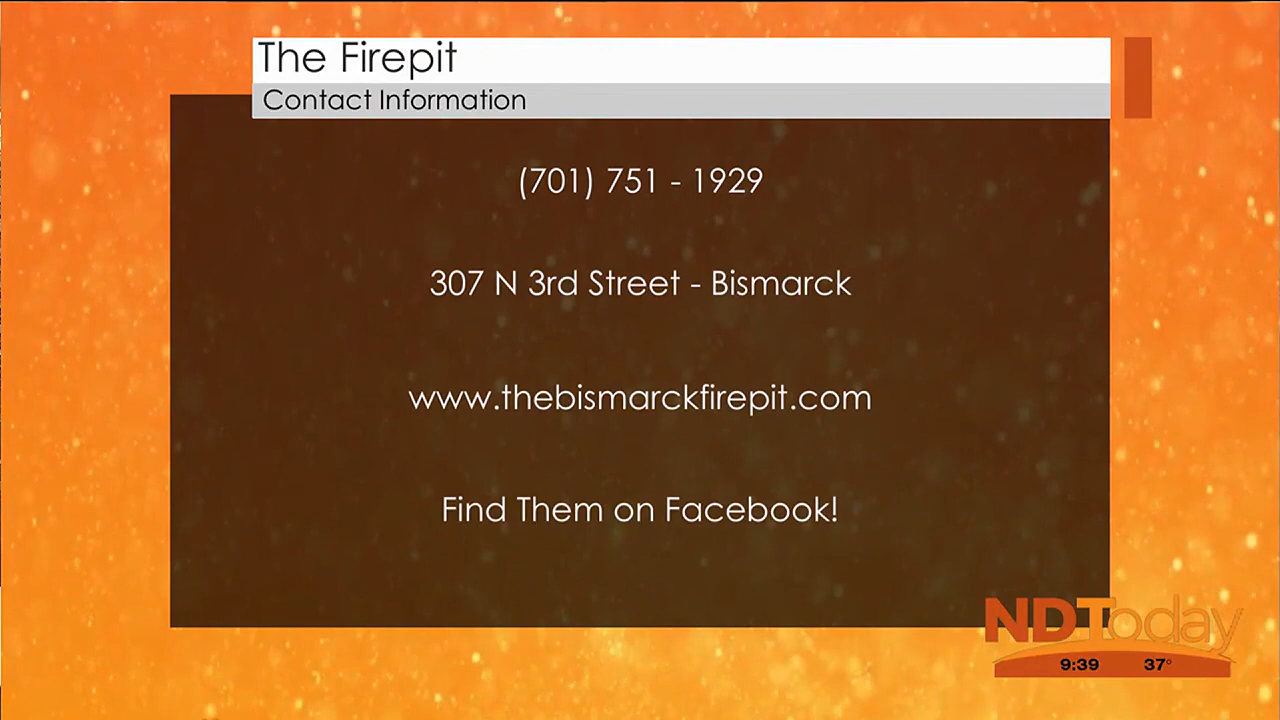 The Firepit
Contact Information
(701) 751 - 1929
307 N 3rd Street - Bismarck
www.thebismarckfirepit.com
Find Them on Facebook!
NDToday
9:39 37°